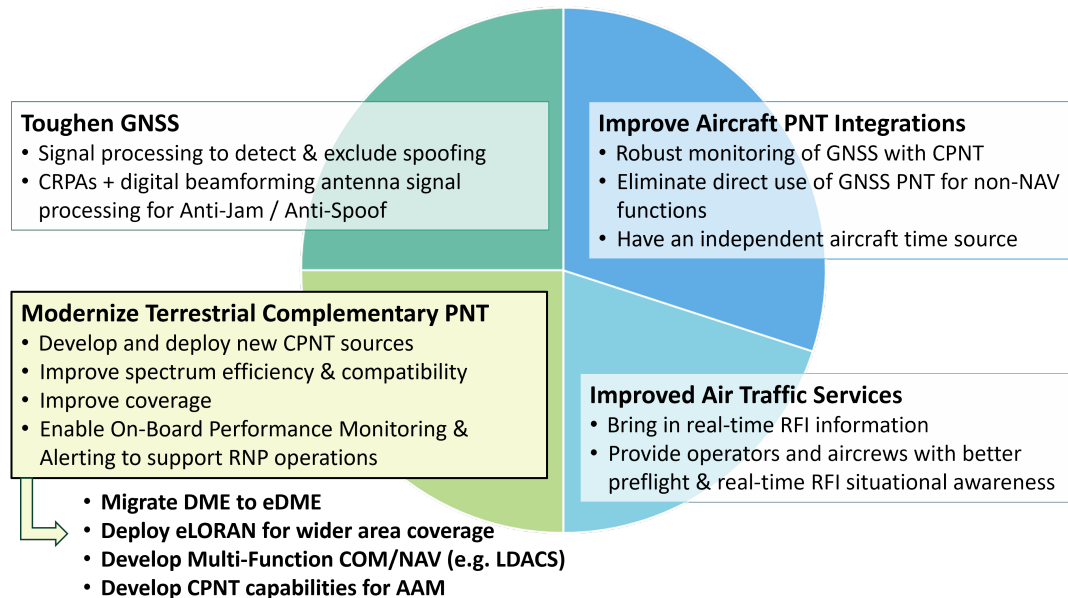 Toughen GNSS
• Signal processing to detect & exclude spoofing
• CRPAs + digital beamforming antenna signal
processing for Anti-Jam / Anti-Spoof
Improve Aircraft PNT Integrations
• Robust monitoring of GNSS with CPNT
• Eliminate direct use of GNSS PNT for non-NAV
functions
• Have an independent aircraft time source
Modernize Terrestrial Complementary PNT
• Develop and deploy new CPNT sources
• Improve spectrum efficiency & compatibility
• Improve coverage
• Enable On-Board Performance Monitoring &
Alerting to support RNP operations
Improved Air Traffic Services
• Bring in real-time RFI information
• Provide operators and aircrews with better
preflight & real-time RFI situational awareness
• Migrate DME to eDME
• Deploy eLORAN for wider area coverage
• Develop Multi-Function COM/NAV (e.g. LDACS)
• Develop CPNT capabilities for AAM